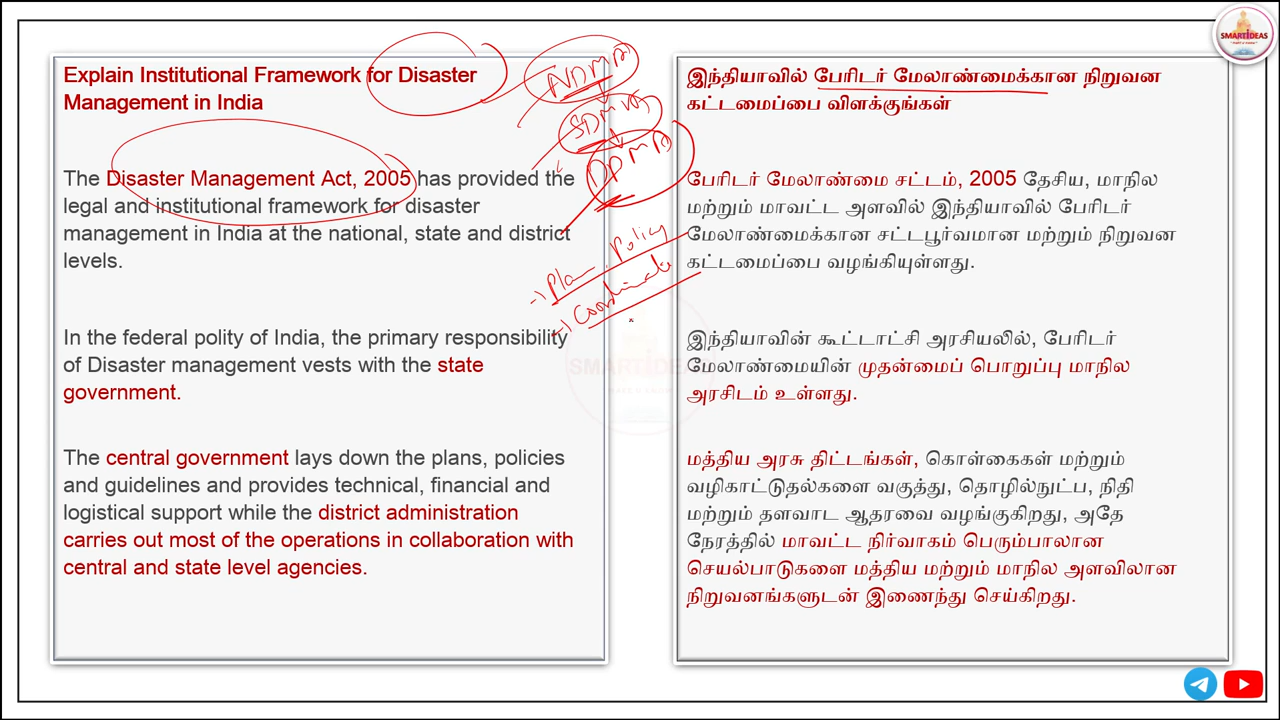 SMARTIDEAS
Explain Institutional Framework for Disaster
Management in India
The Disaster Management Act, 2005 has provided the
legal and institutional framework for disaster
management in India at the national, state and district
levels.
In the federal polity of India, the primary responsibility
of Disaster management vests with the state
government.
The central government lays down the plans, policies
and guidelines and provides technical, financial and
logistical support while the district administration
carries out most of the operations in collaboration with
central and state level agencies.
NDMA
SDMA
DDMA
Plan, Policy
Coordinate
இந்தியாவில் பேரிடர் மேலாண்மைக்கான நிறுவன
கட்டமைப்பை விளக்குங்கள்
பேரிடர் மேலாண்மை சட்டம், 2005 தேசிய, மாநில
மற்றும் மாவட்ட அளவில் இந்தியாவில் பேரிடர்
மேலாண்மைக்கான சட்டபூர்வமான மற்றும் நிறுவன
கட்டமைப்பை வழங்கியுள்ளது.
இந்தியாவின் கூட்டாட்சி அரசியலில், பேரிடர்
மேலாண்மையின் முதன்மைப் பொறுப்பு மாநில
அரசிடம் உள்ளது.
மத்திய அரசு திட்டங்கள், கொள்கைகள் மற்றும்
வழிகாட்டுதல்களை வகுத்து, தொழில்நுட்ப, நிதி
மற்றும் தளவாட ஆதரவை வழங்குகிறது, அதே
நேரத்தில் மாவட்ட நிர்வாகம் பெரும்பாலான
செயல்பாடுகளை மத்திய மற்றும் மாநில அளவிலான
நிறுவனங்களுடன் இணைந்து செய்கிறது.
SMARTIDEAS